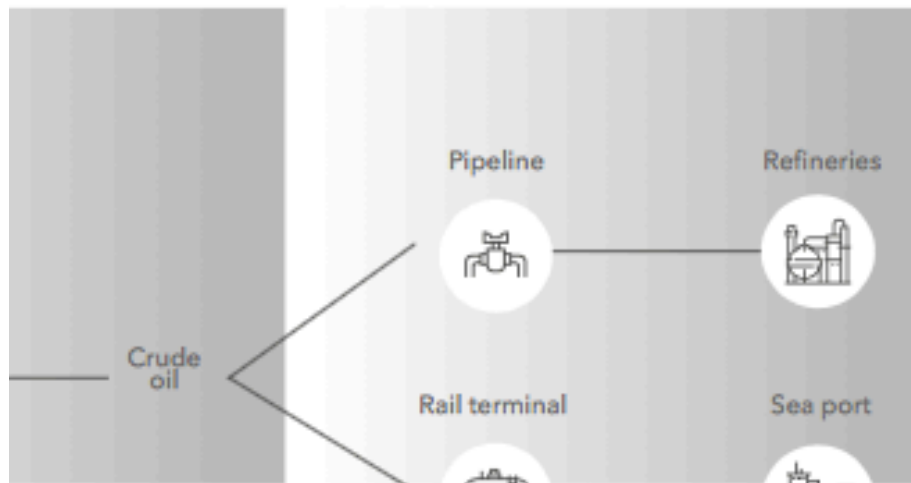 Pipeline
Refineries
Crude
oil
Rail terminal
Sea port